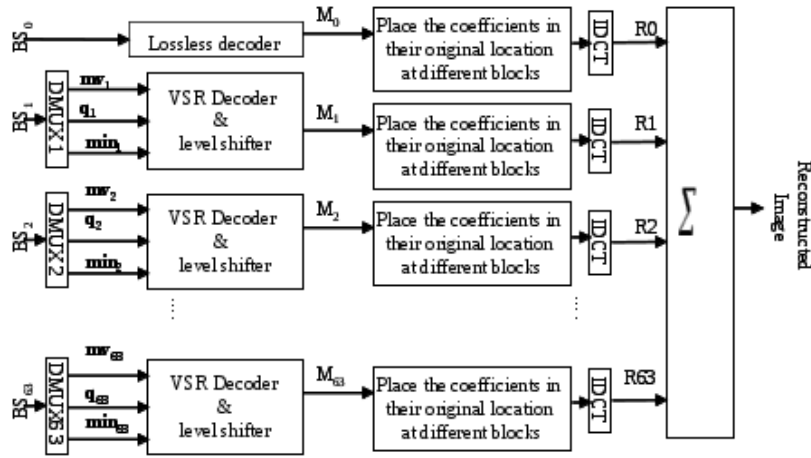 BS0
Lossless decoder
M0
Place the coefficients in
their original location
at different blocks
IDCT
R0
BS1
DMUX1
mv1
q1
min1
VSR Decoder
&
level shifter
M1
Place the coefficients in
their original location
at different blocks
IDCT
R1
BS2
DMUX2
mv2
q2
min2
VSR Decoder
&
level shifter
M2
Place the coefficients in
their original location
at different blocks
IDCT
R2
∑
Reconstructed
Image
BS63
DMUX63
mv63
q63
min63
VSR Decoder
&
level shifter
M63
Place the coefficients in
their original location
at different blocks
IDCT
R63